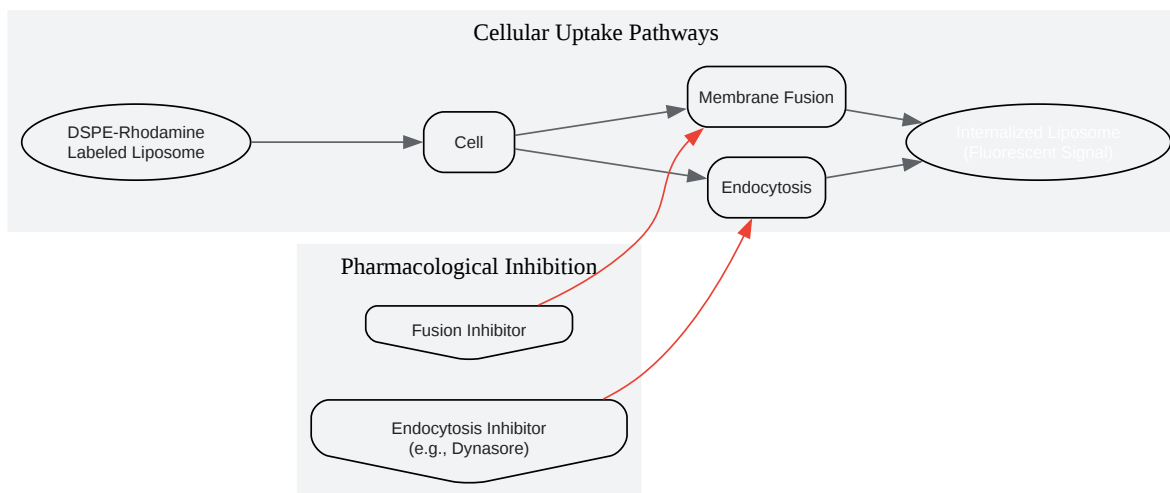 Cellular Uptake Pathways
DSPE-Rhodamine
Labeled Liposome
Cell
Membrane Fusion
Endocytosis
Internalized Liposome
(Fluorescent Signal)
Pharmacological Inhibition
Fusion Inhibitor
Endocytosis Inhibitor
(e.g., Dynasore)